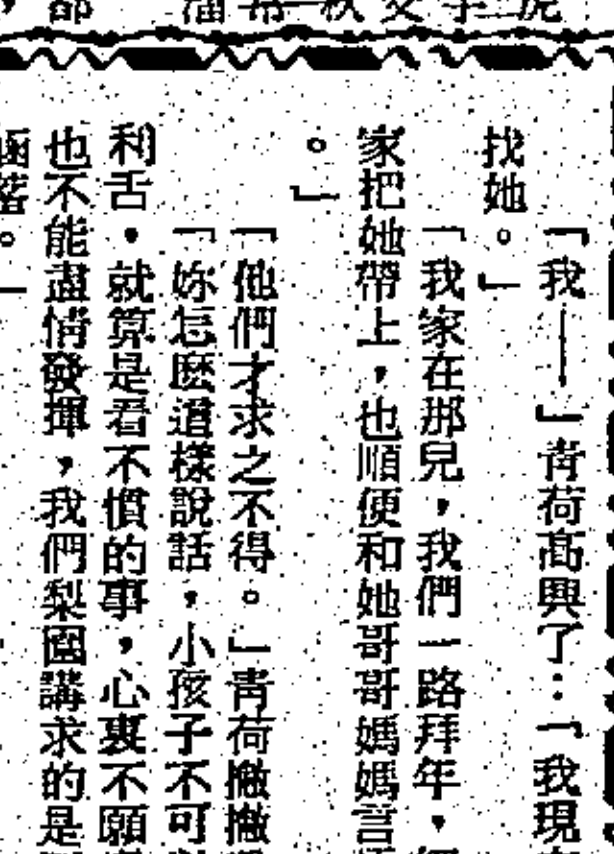 找她。」
「我——」青荷高興了：「我現
「我家在那兒，我們一路拜年，
家把她帶上，也順便和她哥哥媽媽言
。」
「他們才求之不得。」青荷撇撇
「妳怎麽這樣說話，小孩子不可
利舌，就算是看不慣的事，心裏不願
也不能盡情發揮，我們梨園講求的是
涵蓄。」